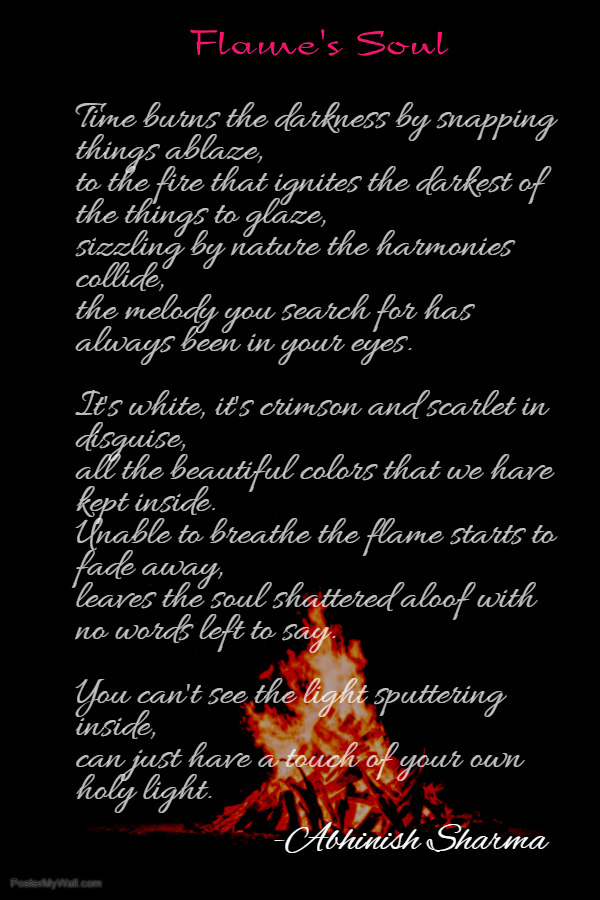 Flame's Soul
Time burns the darkness by snapping
things ablaze,
to the fire that ignites the darkest of
the things to glaze,
sizzling by nature the harmonies
collide,
the melody you search for has
always been in your eyes.
It's white, it's crimson and scarlet in
disguise,
all the beautiful colors that we have
kept inside.
Unable to breathe the flame starts to
fade away,
leaves the soul shattered aloof with
no words left to say.
You can't see the light sputtering
inside,
can just have a touch of your own
holy light.
-Abhinish Sharma
PosterMyWall.com